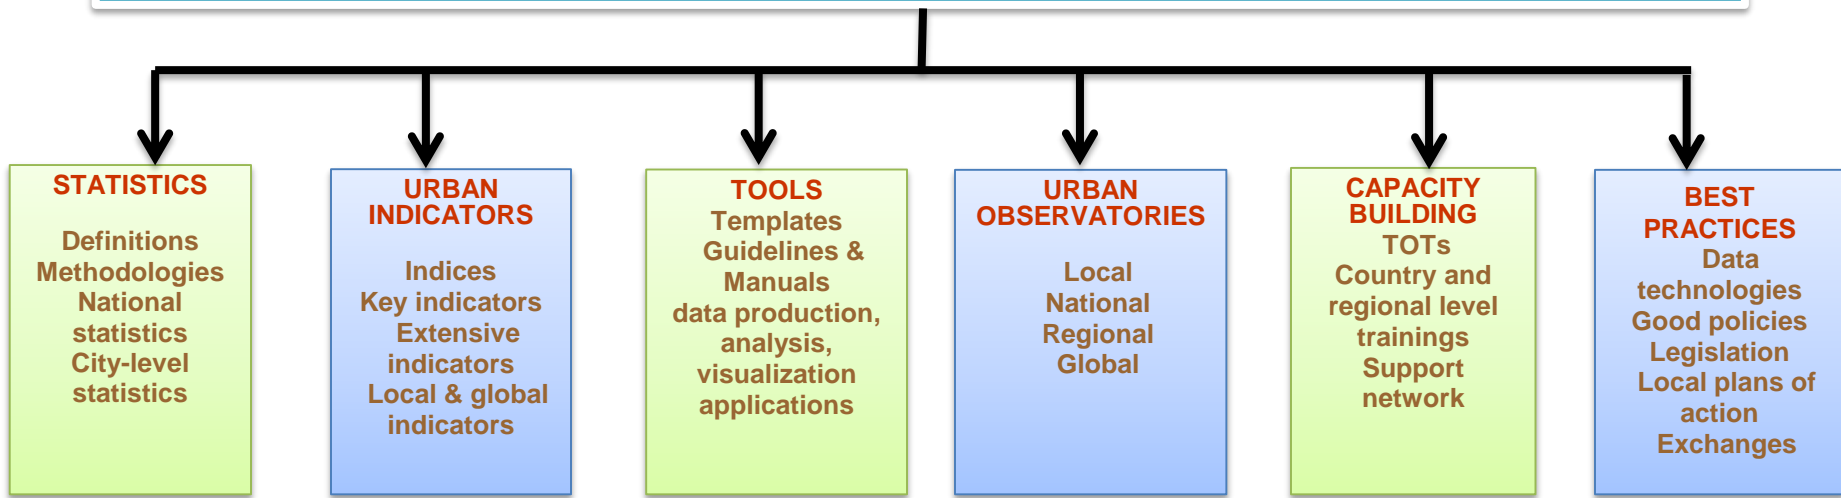 STATISTICS
Definitions
Methodologies
National
statistics
City-level
statistics
URBAN
INDICATORS
Indices
Key indicators
Extensive
indicators
Local & global
indicators
TOOLS
Templates
Guidelines &
Manuals
data production,
analysis,
visualization
applications
URBAN
OBSERVATORIES
Local
National
Regional
Global
CAPACITY
BUILDING
TOTs
Country and
regional level
trainings
Support
network
BEST
PRACTICES
Data
technologies
Good policies
Legislation
Local plans of
action
Exchanges